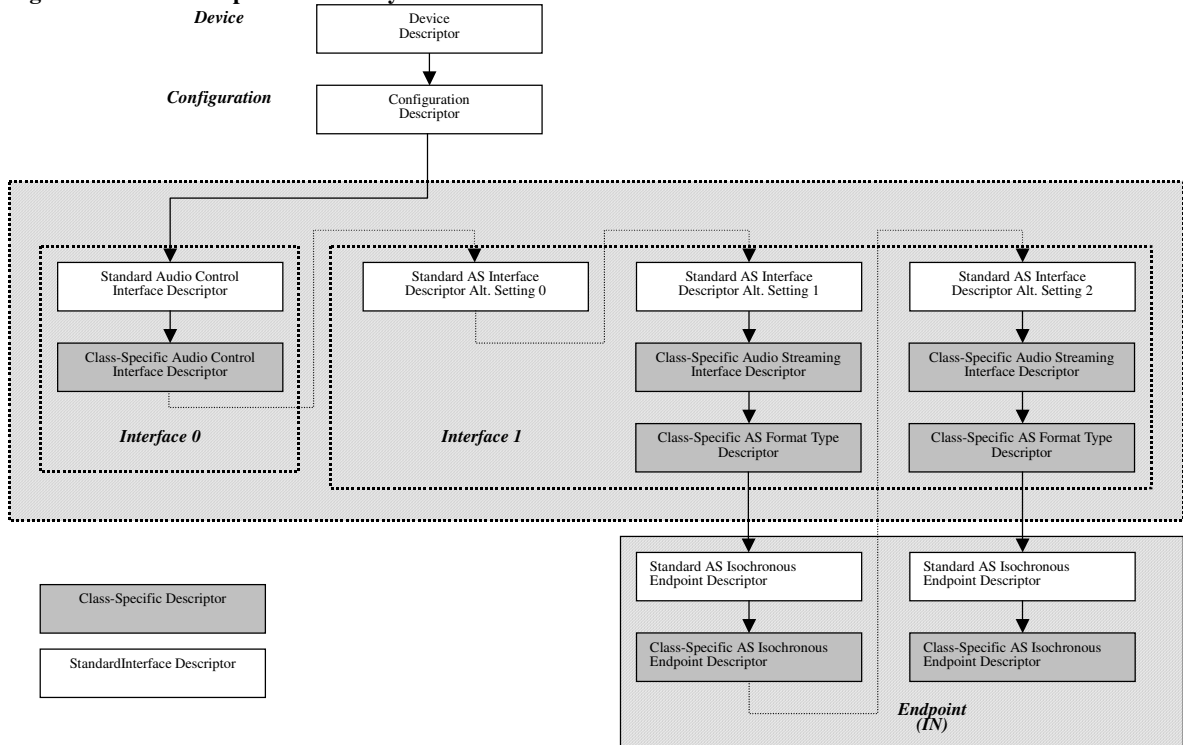 Device
Device
Descriptor
Configuration
Configuration
Descriptor
Standard Audio Control
Interface Descriptor
Standard AS Interface
Descriptor Alt. Setting 0
Standard AS Interface
Descriptor Alt. Setting 1
Standard AS Interface
Descriptor Alt. Setting 2
Class-Specific Audio Control
Interface Descriptor
Class-Specific Audio Streaming
Interface Descriptor
Class-Specific Audio Streaming
Interface Descriptor
Interface 0
Interface 1
Class-Specific AS Format Type
Descriptor
Class-Specific AS Format Type
Descriptor
Standard AS Isochronous
Endpoint Descriptor
Standard AS Isochronous
Endpoint Descriptor
Class-Specific Descriptor
Class-Specific AS Isochronous
Endpoint Descriptor
Class-Specific AS Isochronous
Endpoint Descriptor
StandardInterface Descriptor
Endpoint
(IN)